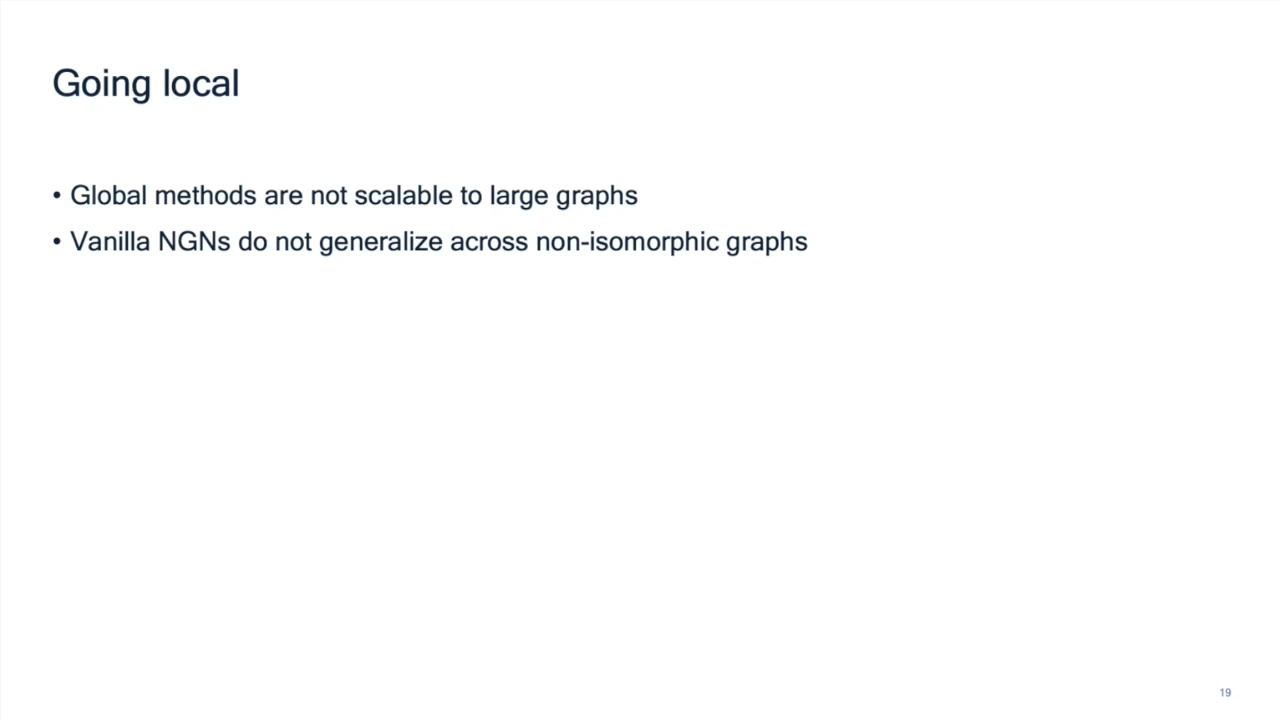 Going local
• Global methods are not scalable to large graphs
• Vanilla NGNs do not generalize across non-isomorphic graphs
19